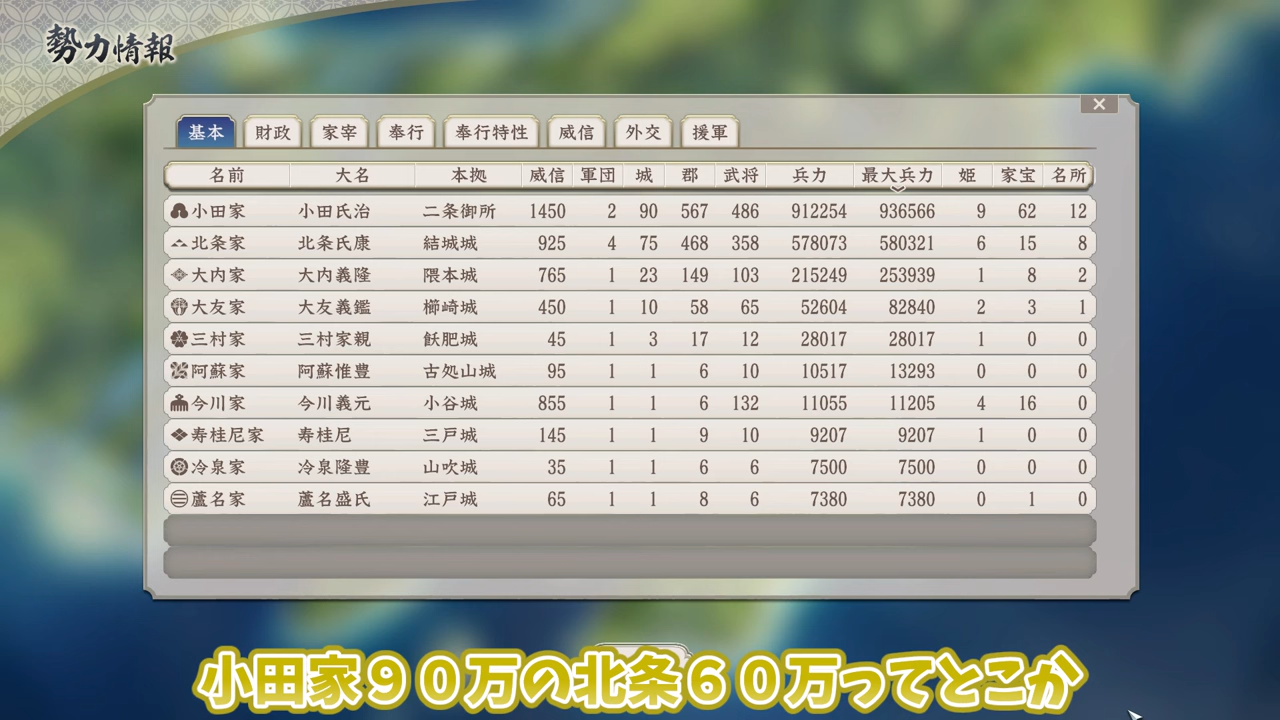 勢力情報
基本 財政 家宰 奉行 奉行特性 威信 外交 援軍
名前 大名 本拠 威信 軍団 城 郡 武将 兵力 最大兵力 姫 家宝 名所
小田家 小田氏治 二条御所 1450 2 90 567 486 912254 936566 9 62 12
北条家 北条氏康 結城城 925 4 75 468 358 578073 580321 6 15 8
大内家 大内義隆 隈本城 765 1 23 149 103 215249 253939 1 8 2
大友家 大友義鑑 櫛崎城 450 1 10 58 65 52604 82840 2 3 1
三村家 三村家親 飫肥城 45 1 3 17 12 28017 28017 1 0 0
阿蘇家 阿蘇惟豊 古処山城 95 1 1 6 10 10517 13293 0 0 0
今川家 今川義元 小谷城 855 1 1 6 132 11055 11205 4 16 0
寿桂尼家 寿桂尼 三戸城 145 1 1 9 10 9207 9207 1 0 0
冷泉家 冷泉隆豊 山吹城 35 1 1 6 6 7500 7500 0 0 0
蘆名家 蘆名盛氏 江戸城 65 1 1 8 6 7380 7380 0 1 0
小田家９０万の北条６０万ってとこか